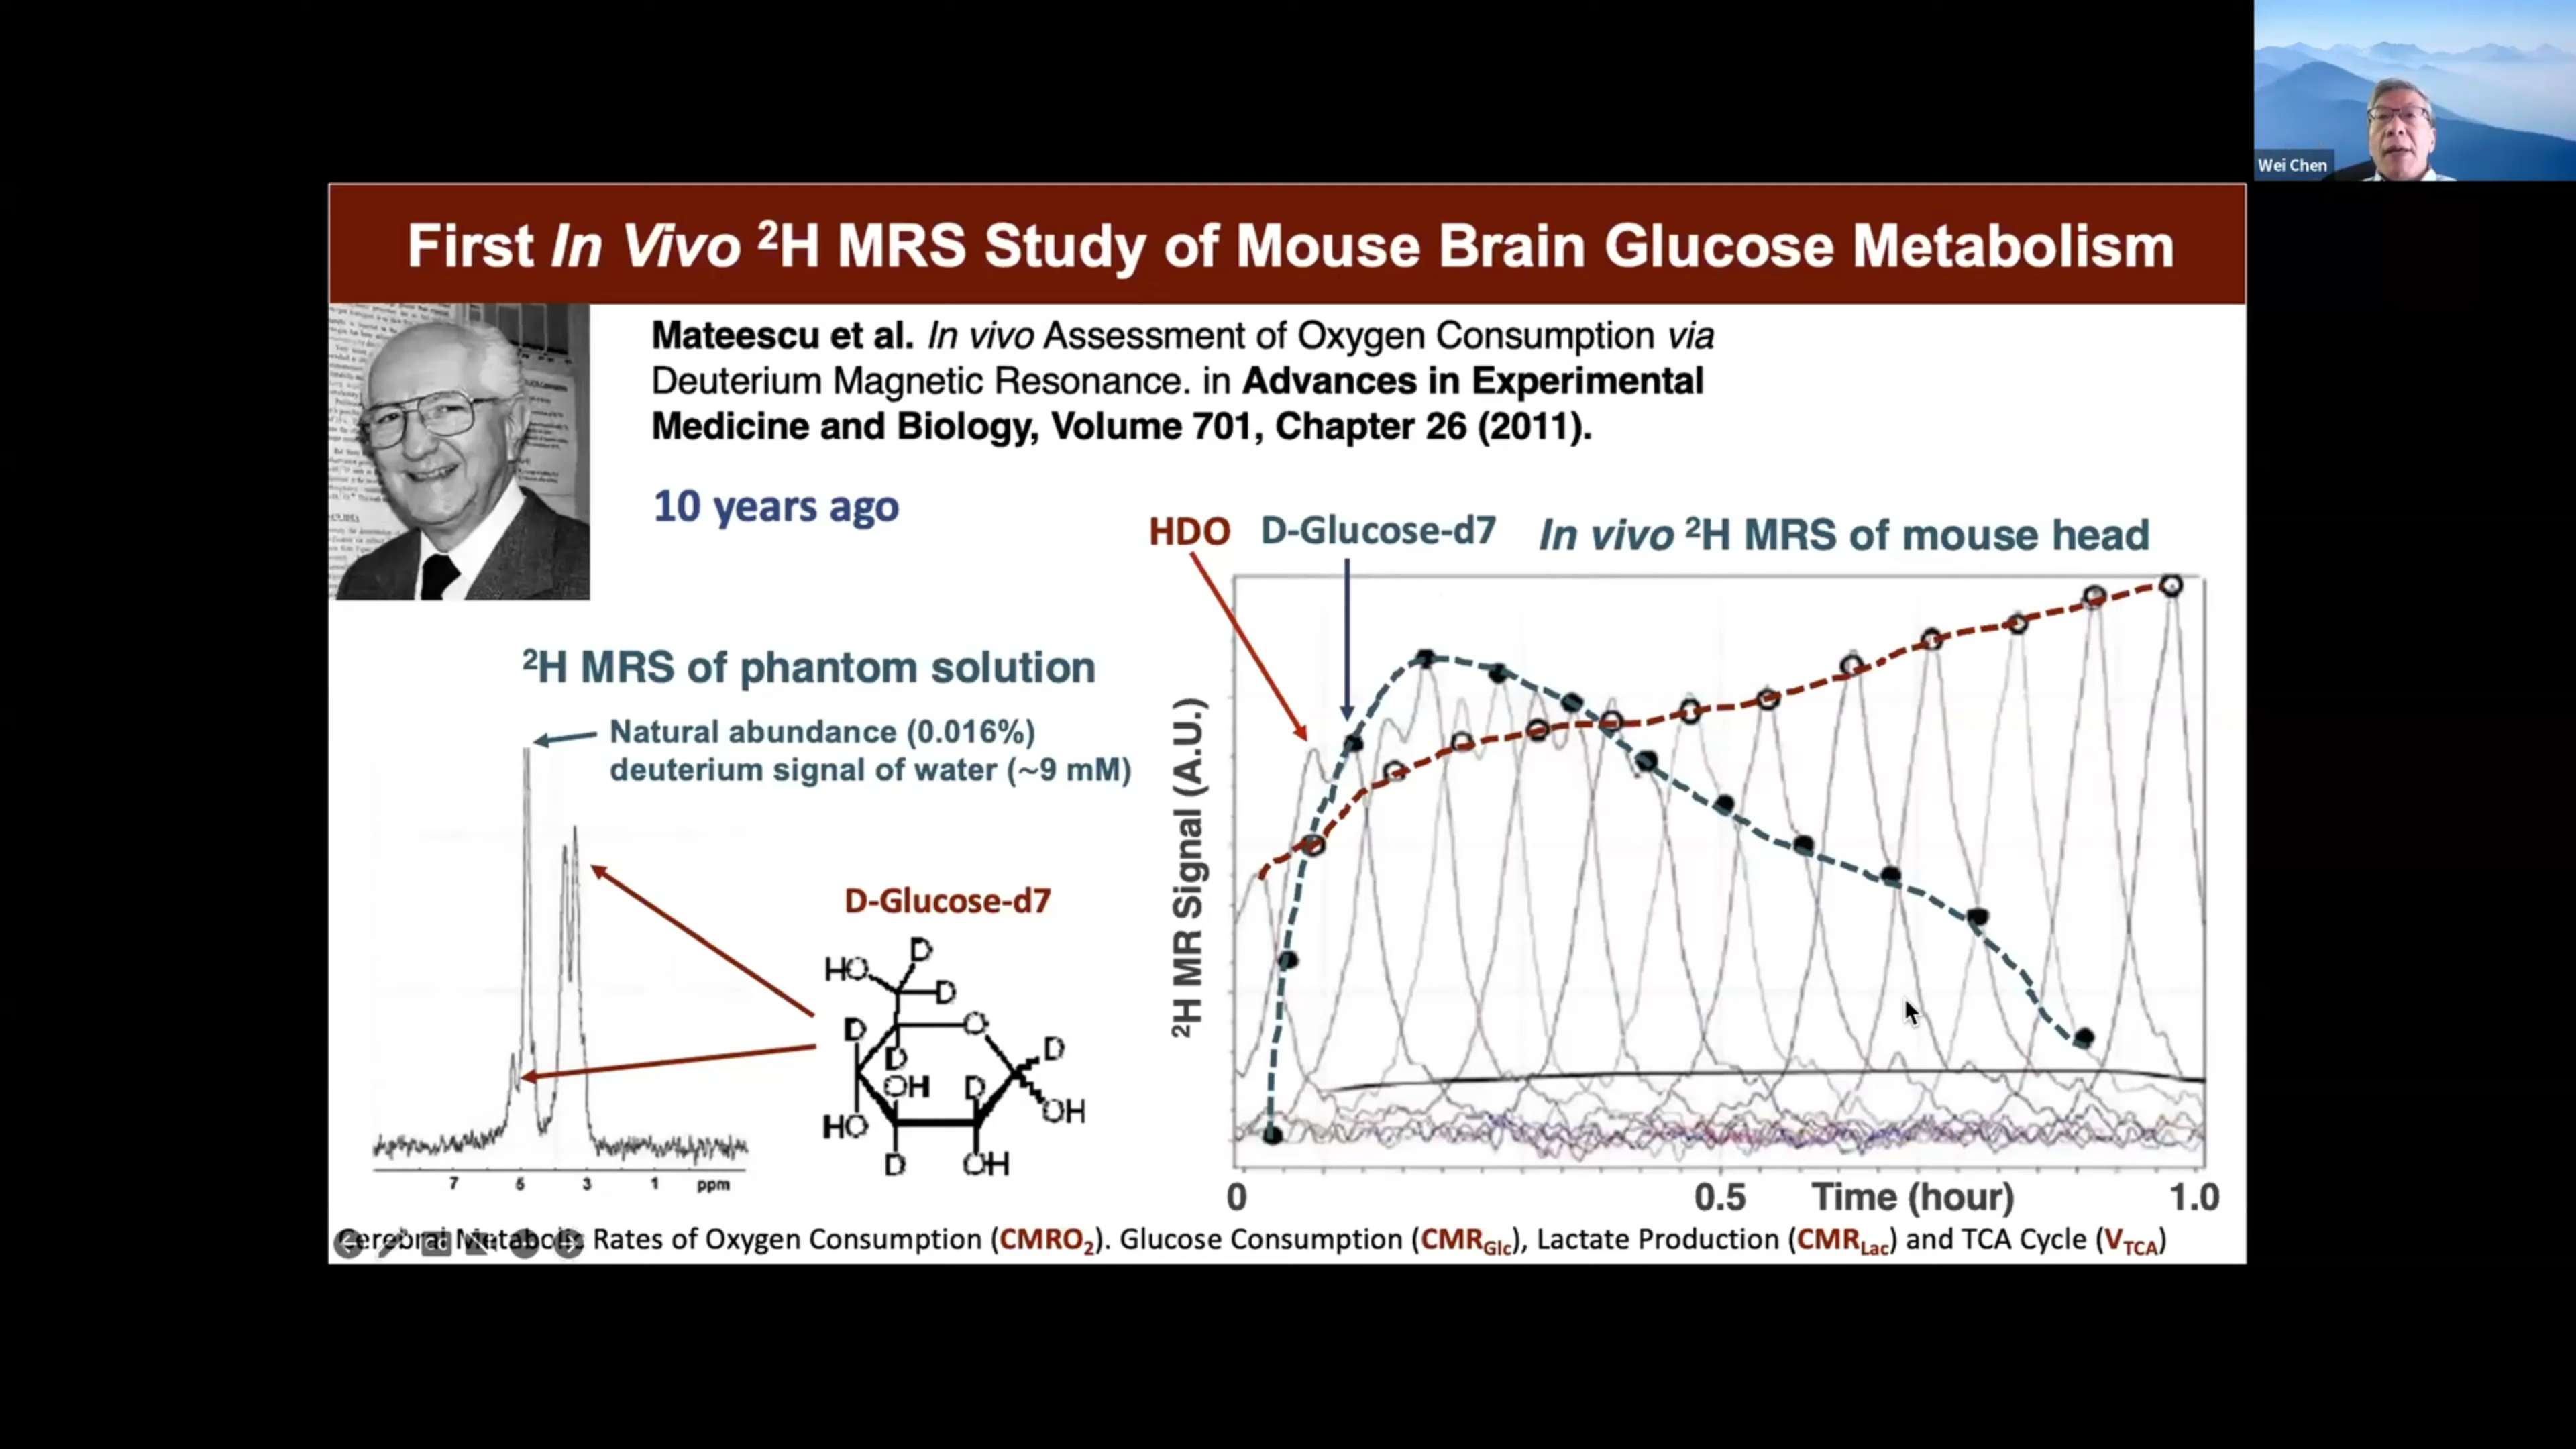 Wei Chen
First In Vivo ²H MRS Study of Mouse Brain Glucose Metabolism
Mateescu et al. In vivo Assessment of Oxygen Consumption via
Deuterium Magnetic Resonance. in Advances in Experimental
Medicine and Biology, Volume 701, Chapter 26 (2011).
10 years ago
²H MRS of phantom solution
Natural abundance (0.016%)
deuterium signal of water (~9 mM)
D-Glucose-d7
D
HO
D
D
O
D
D
OH
D
HO
OH
D
OH
7 5 3 1 ppm
HDO
D-Glucose-d7
In vivo ²H MRS of mouse head
²H MR Signal (A.U.)
0 0.5 Time (hour) 1.0
Cerebral Metabolic Rates of Oxygen Consumption (CMRO₂). Glucose Consumption (CMRGlc), Lactate Production (CMRLac) and TCA Cycle (VTCA)